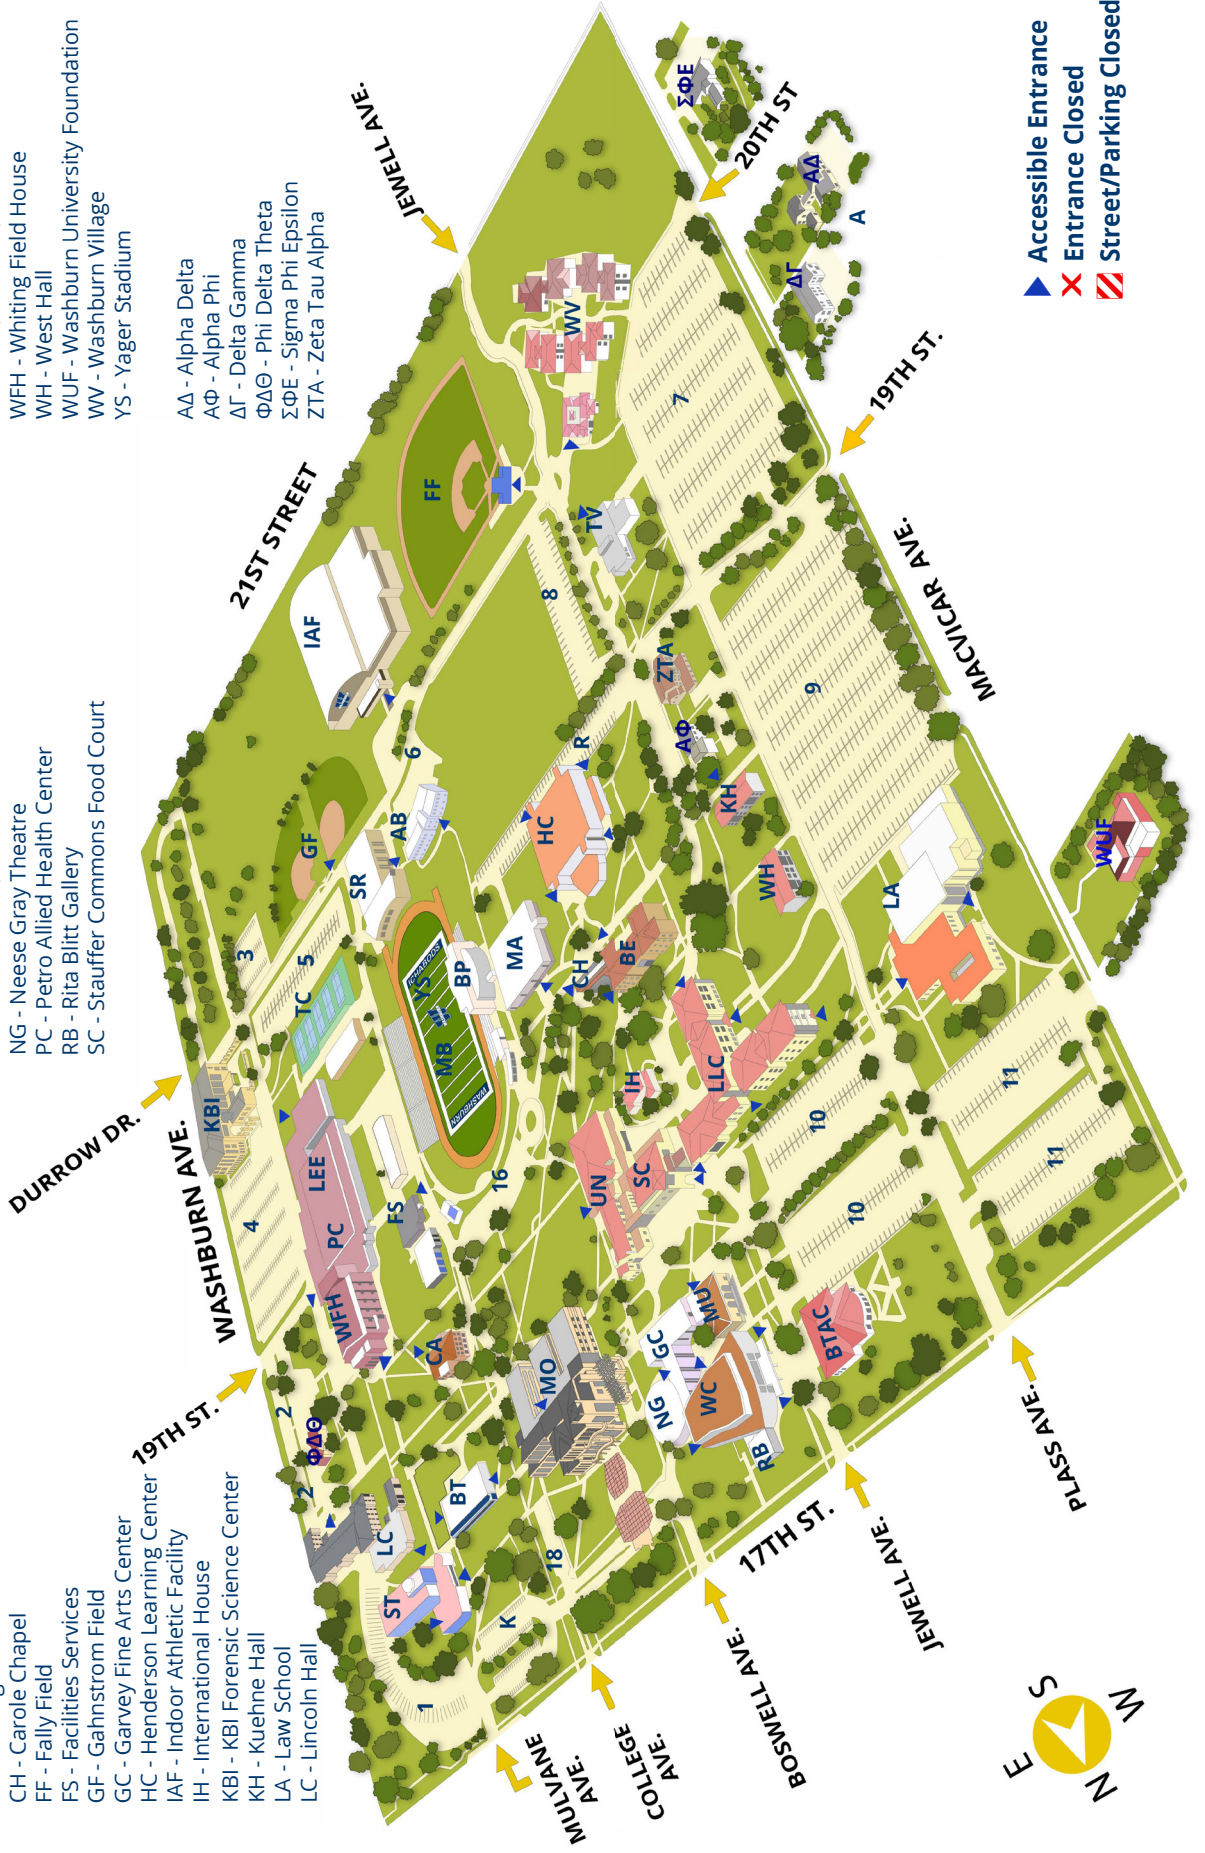 CH - Carole Chapel
FF - Fally Field
FS - Facilities Services
GF - Gahnstrom Field
GC - Garvey Fine Arts Center
HC - Henderson Learning Center
IAF - Indoor Athletic Facility
IH - International House
KBI - KBI Forensic Science Center
KH - Kuehne Hall
LA - Law School
LC - Lincoln Hall
NG - Neese Gray Theatre
PC - Petro Allied Health Center
RB - Rita Blitt Gallery
SC - Stauffer Commons Food Court
WFH - Whiting Field House
WH - West Hall
WUF - Washburn University Foundation
WV - Washburn Village
YS - Yager Stadium
ΑΔ - Alpha Delta
ΑΦ - Alpha Phi
ΔΓ - Delta Gamma
ΦΔΘ - Phi Delta Theta
ΣΦΕ - Sigma Phi Epsilon
ZTA - Zeta Tau Alpha
DURROW DR.
WASHBURN AVE.
19TH ST.
21ST STREET
JEWELL AVE.
20TH ST
19TH ST.
MACVICAR AVE.
MULVANE
AVE.
COLLEGE
AVE.
BOSWELL AVE.
17TH ST.
JEWELL AVE.
PLASS AVE.
1
2
2
ΦΔΘ
3
4
5
6
7
8
9
10
10
11
11
16
18
K
R
A
ST
LC
BT
CA
WFH
PC
LEE
KBI
TC
FS
MB
YS
ICHABODS
WASHBURN
BP
MA
SR
AB
GF
IAF
FF
HC
CH
BE
IH
UN
SC
LLC
MO
NG
GC
MU
WC
RB
BTAC
LA
WH
KH
ΑΦ
ZTA
TV
WV
ΣΦΕ
ΑΔ
ΔΓ
WUF
Accessible Entrance
Entrance Closed
Street/Parking Closed
N
E
S
W